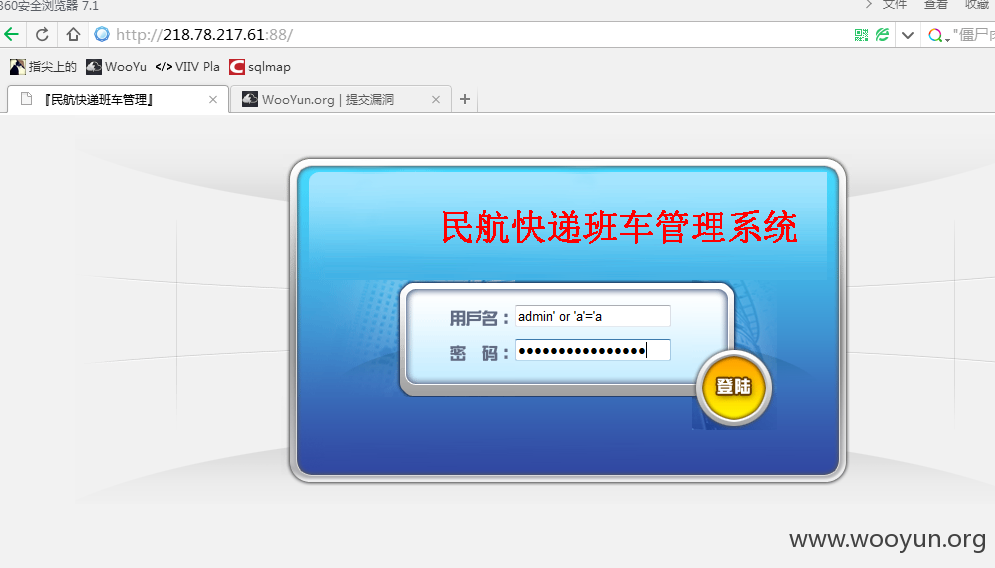 360安全浏览器 7.1
文件 查看 收藏
http://218.78.217.61:88/
"僵尸
指尖上的 WooYu </> VIIV Pla sqlmap
『民航快递班车管理』 × WooYun.org | 提交漏洞 × +
民航快递班车管理系统
用戶名：admin' or 'a'='a
密 码：●●●●●●●●●●●●●●●●
登陆
www.wooyun.org